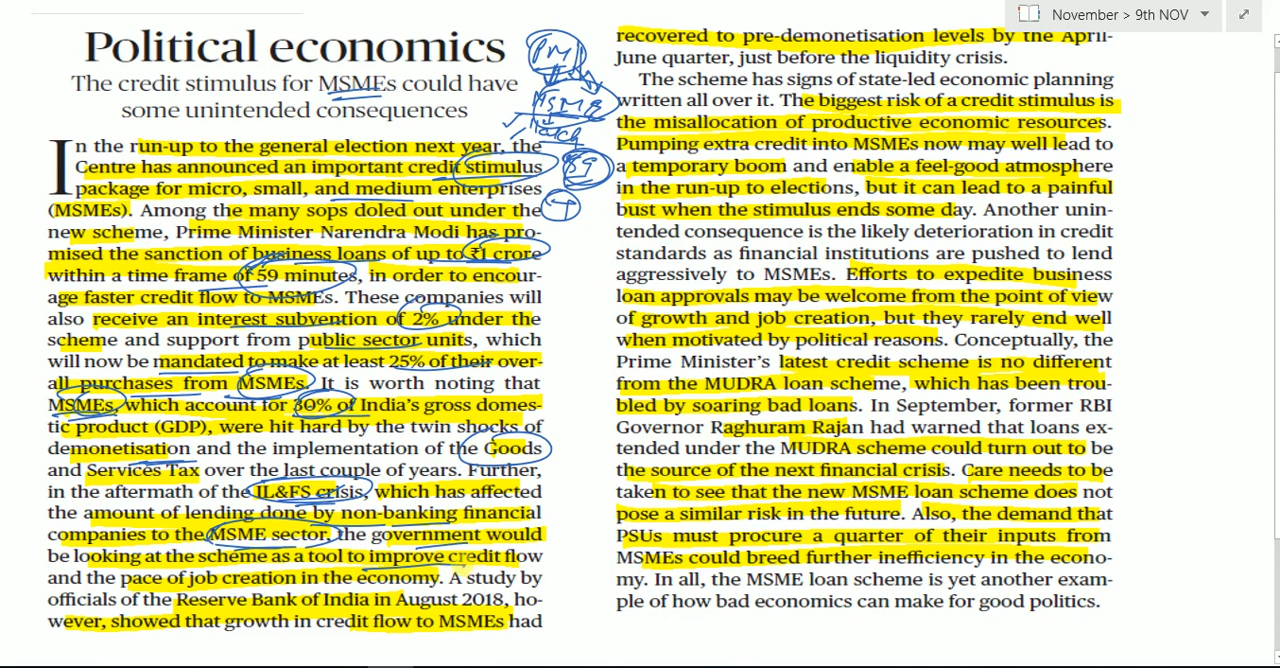 November > 9th NOV
Political economics
The credit stimulus for MSMEs could have
some unintended consequences
In the run-up to the general election next year, the
Centre has announced an important credit stimulus
package for micro, small, and medium enterprises
(MSMEs). Among the many sops doled out under the
new scheme, Prime Minister Narendra Modi has pro-
mised the sanction of business loans of up to ₹1 crore
within a time frame of 59 minutes, in order to encour-
age faster credit flow to MSMEs. These companies will
also receive an interest subvention of 2% under the
scheme and support from public sector units, which
will now be mandated to make at least 25% of their over-
all purchases from MSMEs. It is worth noting that
MSMEs, which account for 30% of India's gross domes-
tic product (GDP), were hit hard by the twin shocks of
demonetisation and the implementation of the Goods
and Services Tax over the last couple of years. Further,
in the aftermath of the IL&FS crisis, which has affected
the amount of lending done by non-banking financial
companies to the MSME sector, the government would
be looking at the scheme as a tool to improve credit flow
and the pace of job creation in the economy. A study by
officials of the Reserve Bank of India in August 2018, ho-
wever, showed that growth in credit flow to MSMEs had
PM
MSME
59
recovered to pre-demonetisation levels by the April-
June quarter, just before the liquidity crisis.
The scheme has signs of state-led economic planning
written all over it. The biggest risk of a credit stimulus is
the misallocation of productive economic resources.
Pumping extra credit into MSMEs now may well lead to
a temporary boom and enable a feel-good atmosphere
in the run-up to elections, but it can lead to a painful
bust when the stimulus ends some day. Another unin-
tended consequence is the likely deterioration in credit
standards as financial institutions are pushed to lend
aggressively to MSMEs. Efforts to expedite business
loan approvals may be welcome from the point of view
of growth and job creation, but they rarely end well
when motivated by political reasons. Conceptually, the
Prime Minister's latest credit scheme is no different
from the MUDRA loan scheme, which has been trou-
bled by soaring bad loans. In September, former RBI
Governor Raghuram Rajan had warned that loans ex-
tended under the MUDRA scheme could turn out to be
the source of the next financial crisis. Care needs to be
taken to see that the new MSME loan scheme does not
pose a similar risk in the future. Also, the demand that
PSUs must procure a quarter of their inputs from
MSMEs could breed further inefficiency in the econo-
my. In all, the MSME loan scheme is yet another exam-
ple of how bad economics can make for good politics.